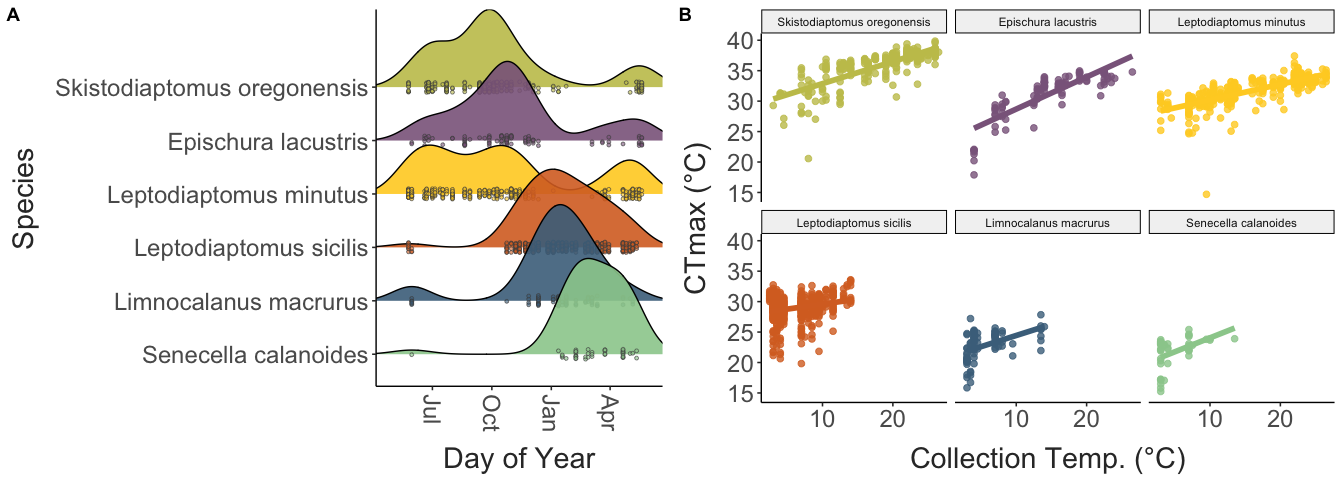 A
Species
Skistodiaptomus oregonensis
Epischura lacustris
Leptodiaptomus minutus
Leptodiaptomus sicilis
Limnocalanus macrurus
Senecella calanoides
Jul
Oct
Jan
Apr
Day of Year
B
CTmax (°C)
Skistodiaptomus oregonensis
Epischura lacustris
Leptodiaptomus minutus
40
35
30
25
20
15
Leptodiaptomus sicilis
Limnocalanus macrurus
Senecella calanoides
40
35
30
25
20
15
10 20
10 20
10 20
Collection Temp. (°C)